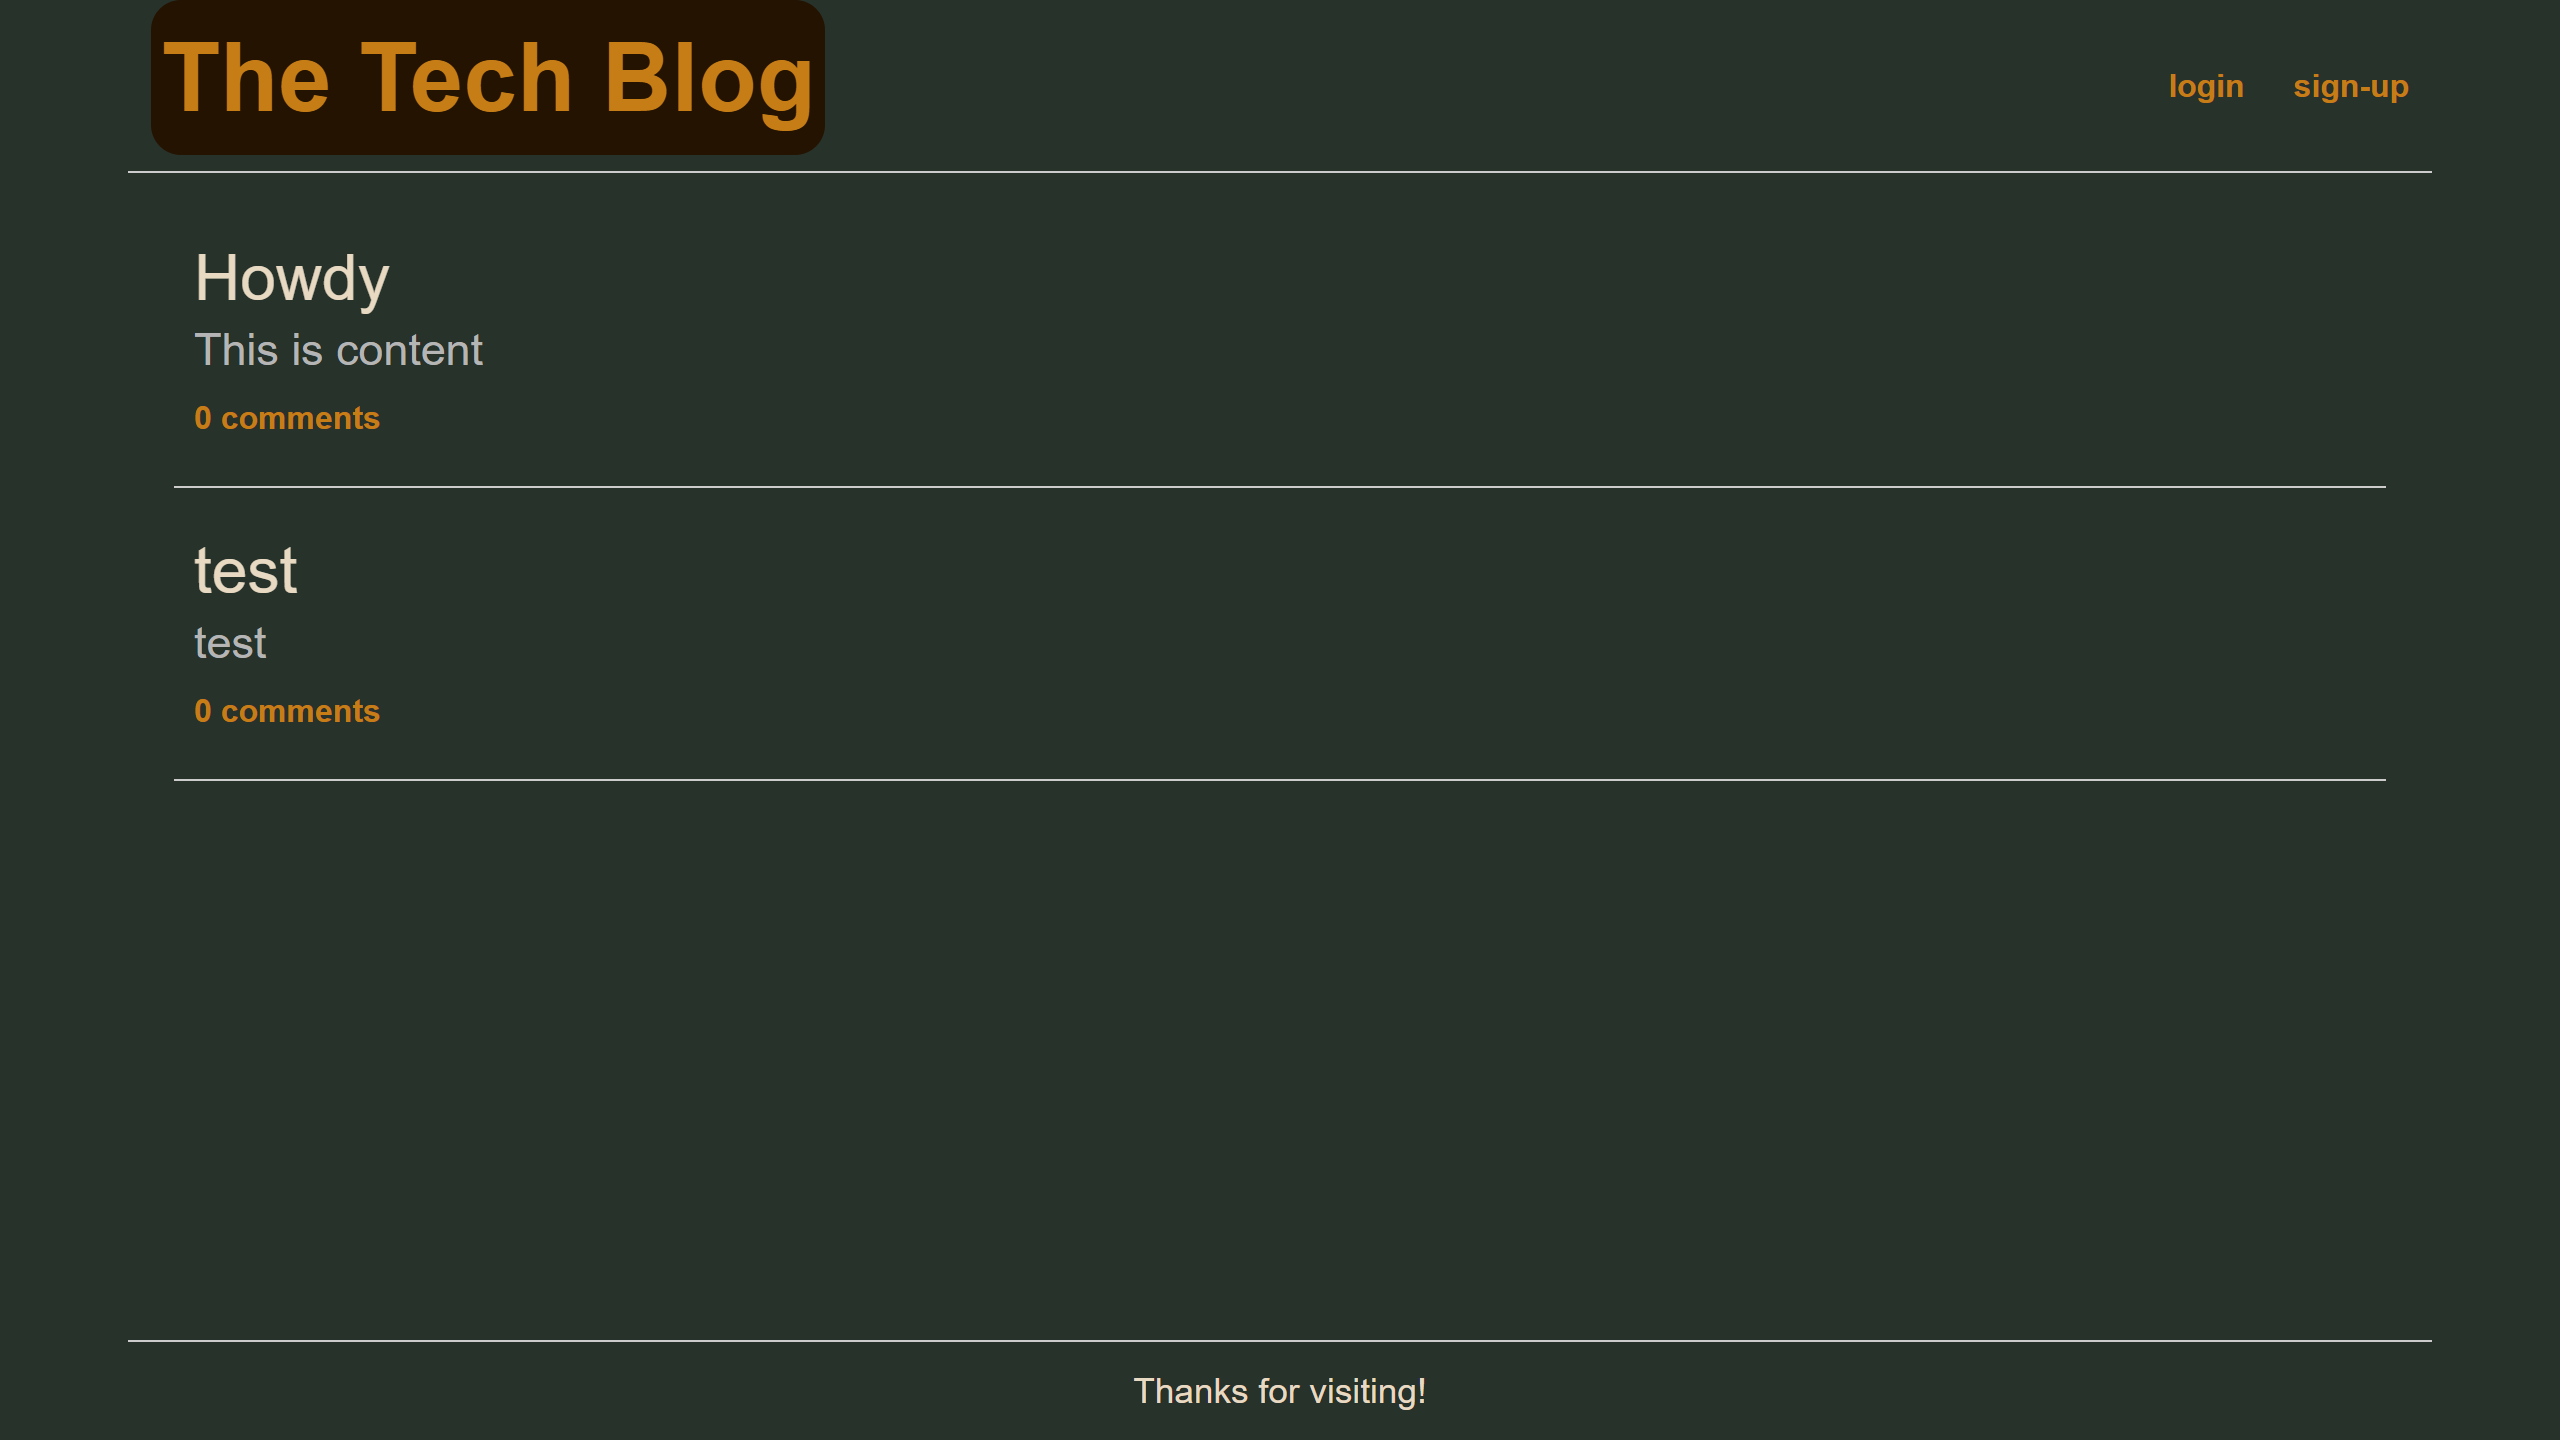 The Tech Blog
login sign-up
Howdy
This is content
0 comments
test
test
0 comments
Thanks for visiting!